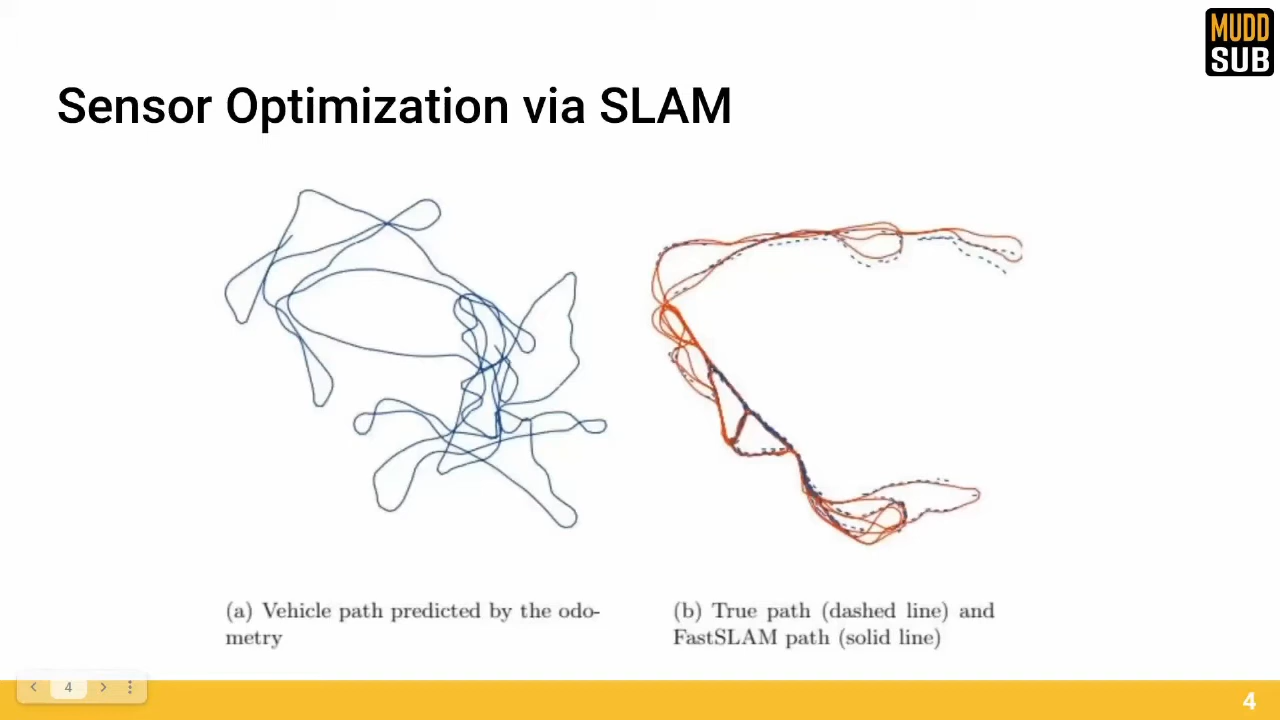 MUDD
SUB
Sensor Optimization via SLAM
(a) Vehicle path predicted by the odo-
metry
(b) True path (dashed line) and
FastSLAM path (solid line)
4
4